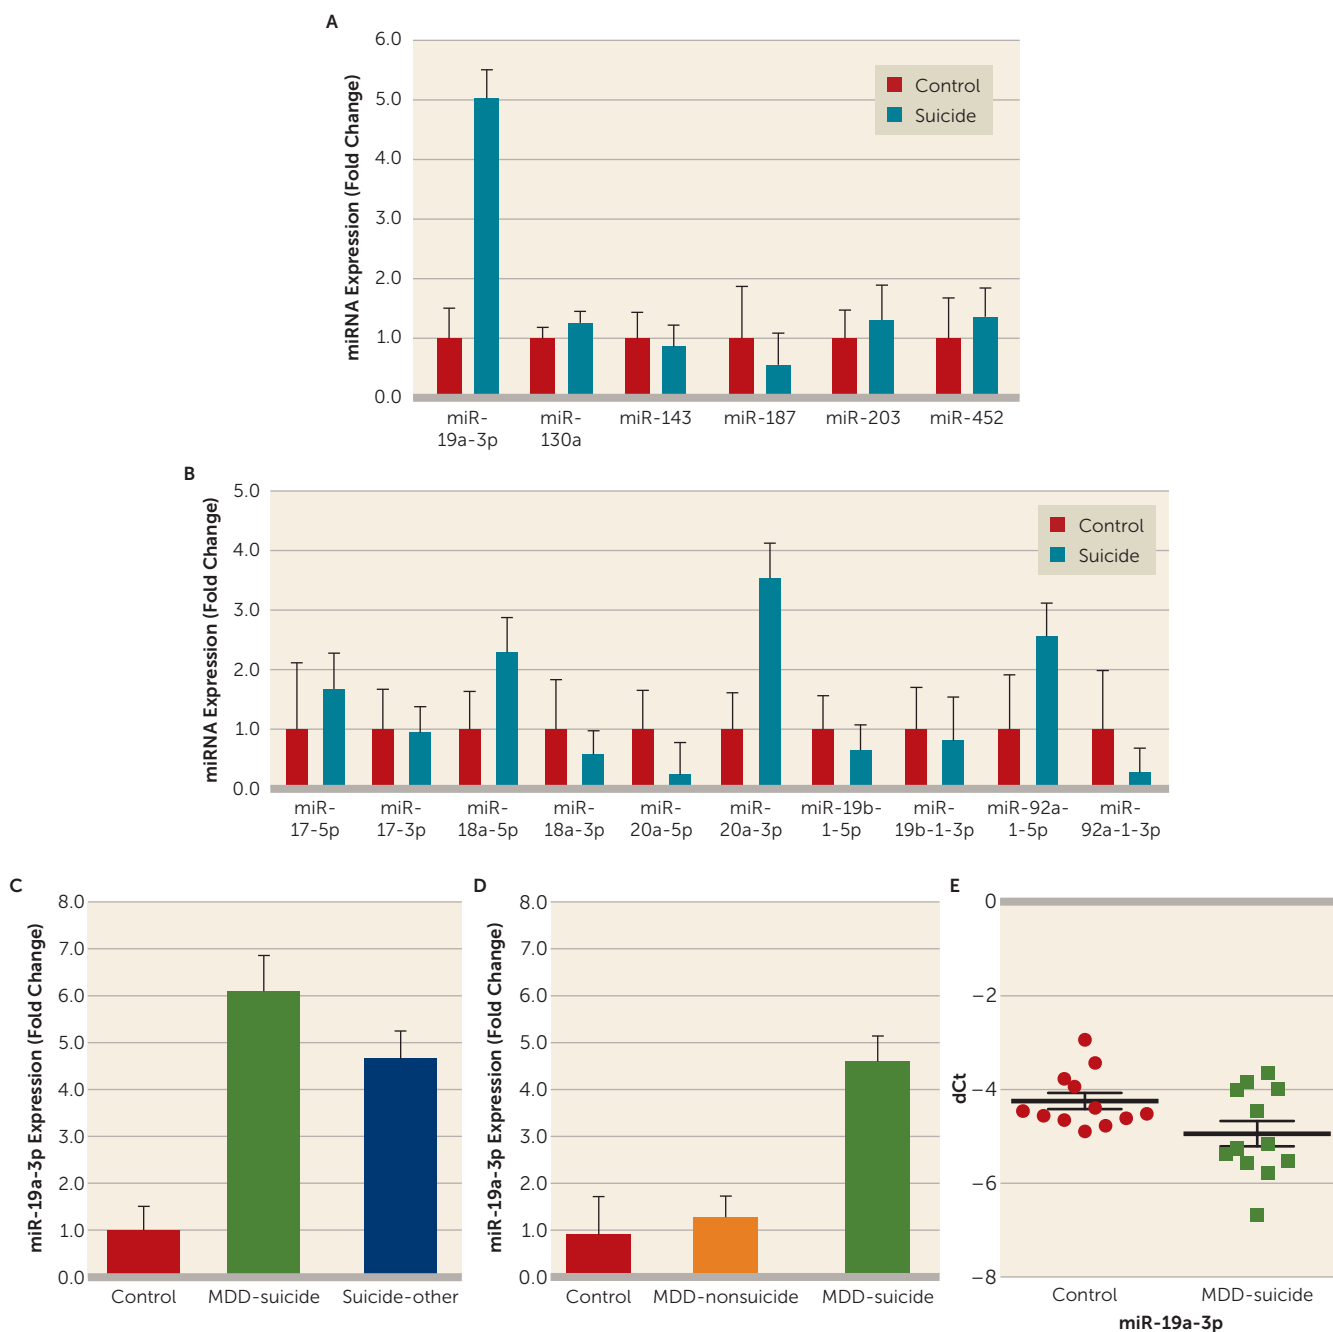 A
miRNA Expression (Fold Change)
6.0
5.0
4.0
3.0
2.0
1.0
0.0
Control
Suicide
miR-
19a-3p
miR-
130a
miR-143
miR-187
miR-203
miR-452
B
miRNA Expression (Fold Change)
5.0
4.0
3.0
2.0
1.0
0.0
Control
Suicide
miR-
17-5p
miR-
17-3p
miR-
18a-5p
miR-
18a-3p
miR-
20a-5p
miR-
20a-3p
miR-19b-
1-5p
miR-
19b-1-3p
miR-92a-
1-5p
miR-
92a-1-3p
C
miR-19a-3p Expression (Fold Change)
8.0
7.0
6.0
5.0
4.0
3.0
2.0
1.0
0.0
Control
MDD-suicide
Suicide-other
D
miR-19a-3p Expression (Fold Change)
8.0
7.0
6.0
5.0
4.0
3.0
2.0
1.0
0.0
Control
MDD-nonsuicide
MDD-suicide
E
dCt
0
−2
−4
−6
−8
Control
MDD-suicide
miR-19a-3p